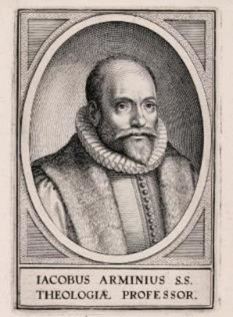 IACOBUS ARMINIUS S.S.
THEOLOGIÆ PROFESSOR.